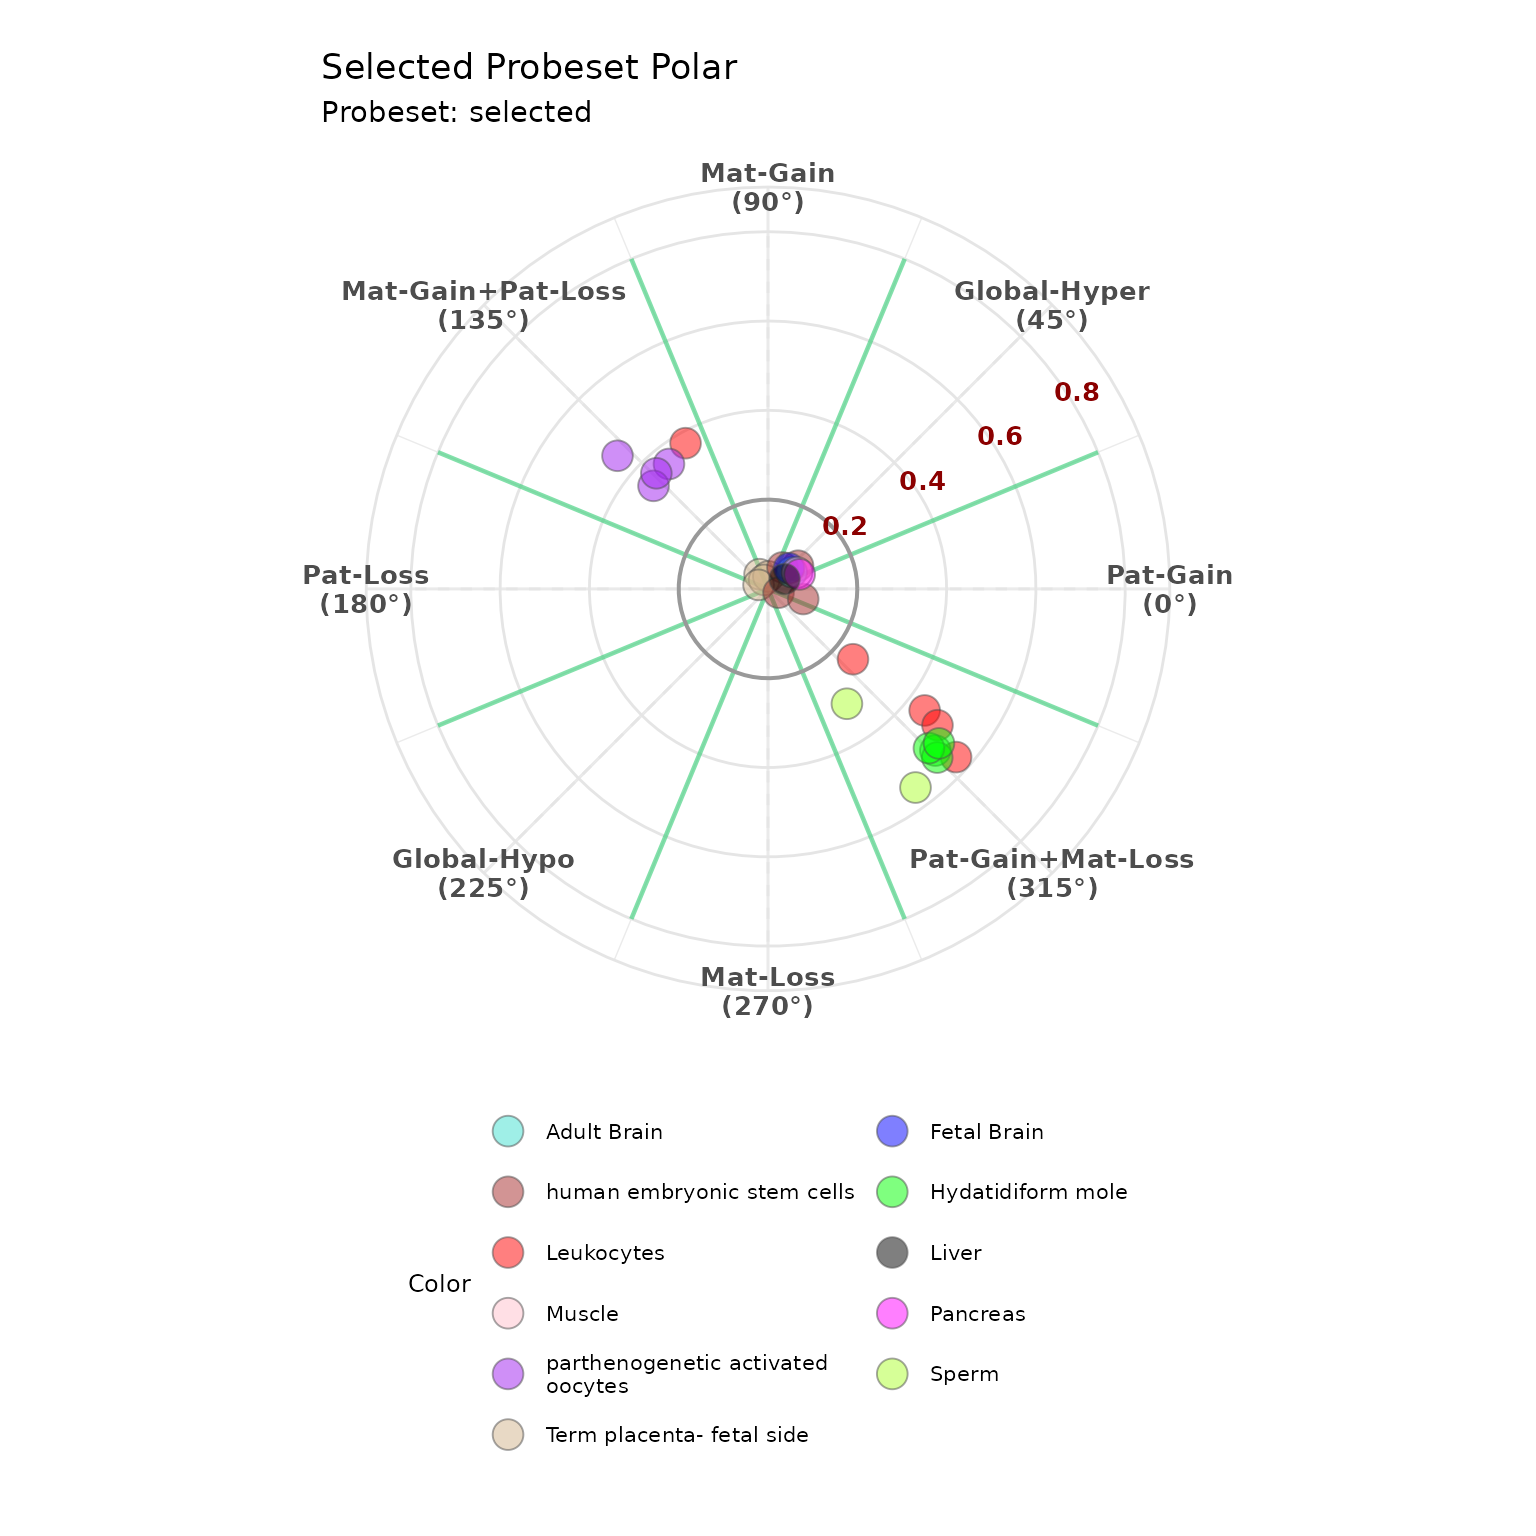 Selected Probeset Polar
Probeset: selected
Mat-Gain
(90°)
Mat-Gain+Pat-Loss
(135°)
Global-Hyper
(45°)
0.8
0.6
0.4
0.2
Pat-Loss
(180°)
Pat-Gain
(0°)
Global-Hypo
(225°)
Pat-Gain+Mat-Loss
(315°)
Mat-Loss
(270°)
Color
Adult Brain
human embryonic stem cells
Leukocytes
Muscle
parthenogenetic activated
oocytes
Term placenta- fetal side
Fetal Brain
Hydatidiform mole
Liver
Pancreas
Sperm